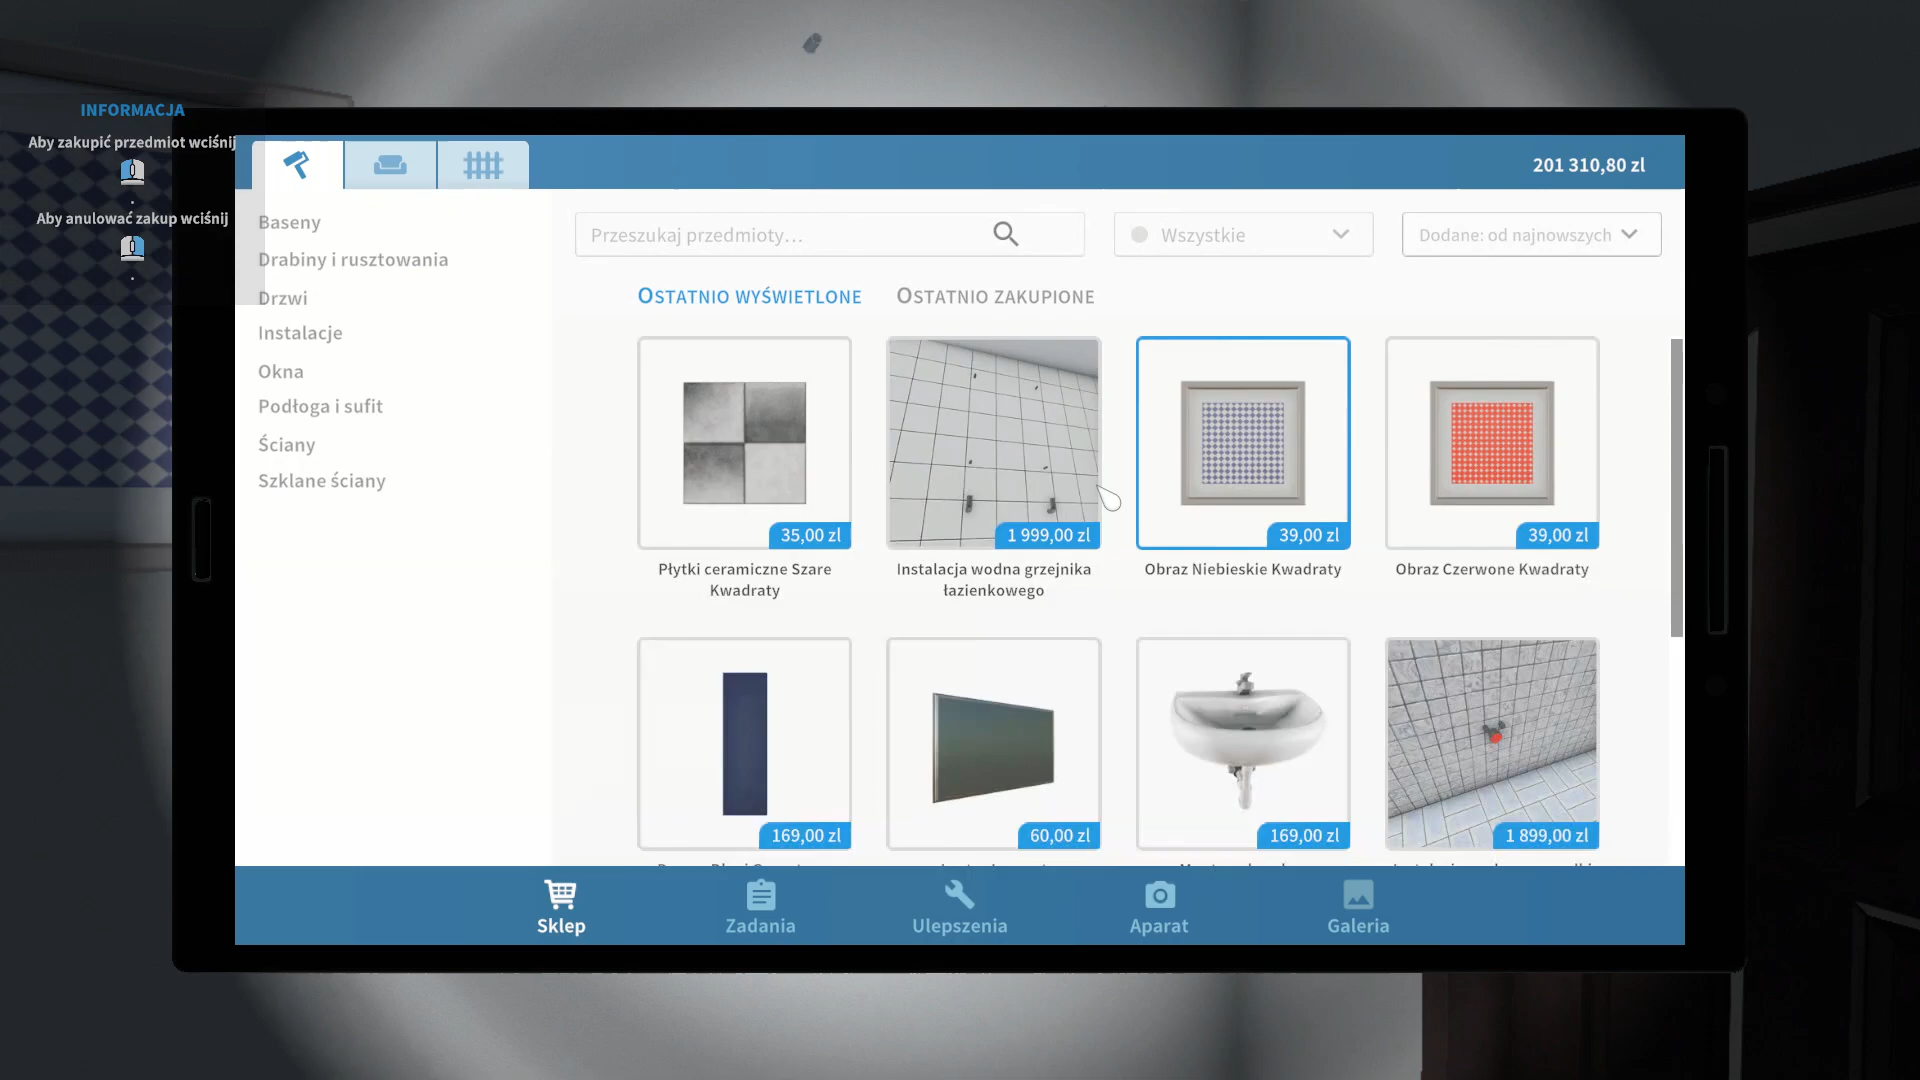 INFORMACJA
Aby zakupić przedmiot wciśnij
.
Aby anulować zakup wciśnij
.
201 310,80 zl
Baseny
Drabiny i rusztowania
Drzwi
Instalacje
Okna
Podłoga i sufit
Ściany
Szklane ściany
Przeszukaj przedmioty...
Wszystkie
Dodane: od najnowszych
OSTATNIO WYŚWIETLONE
OSTATNIO ZAKUPIONE
35,00 zl
1 999,00 zl
39,00 zl
39,00 zl
Płytki ceramiczne Szare
Kwadraty
Instalacja wodna grzejnika
łazienkowego
Obraz Niebieskie Kwadraty
Obraz Czerwone Kwadraty
169,00 zl
60,00 zl
169,00 zl
1 899,00 zl
Sklep
Zadania
Ulepszenia
Aparat
Galeria